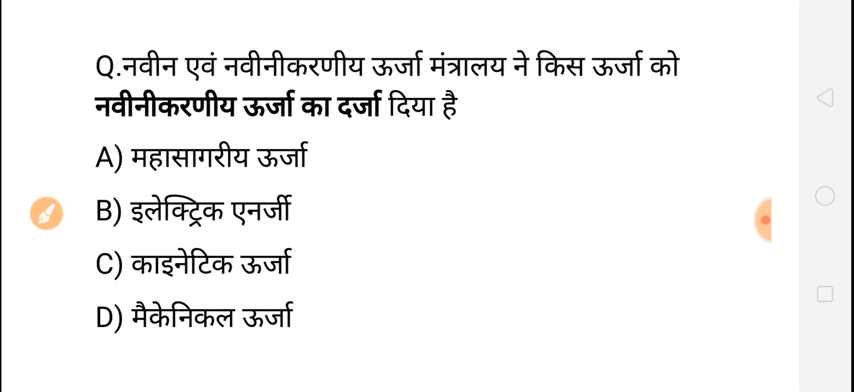 Q.नवीन एवं नवीनीकरणीय ऊर्जा मंत्रालय ने किस ऊर्जा को
नवीनीकरणीय ऊर्जा का दर्जा दिया है
A) महासागरीय ऊर्जा
B) इलेक्ट्रिक एनर्जी
C) काइनेटिक ऊर्जा
D) मैकेनिकल ऊर्जा